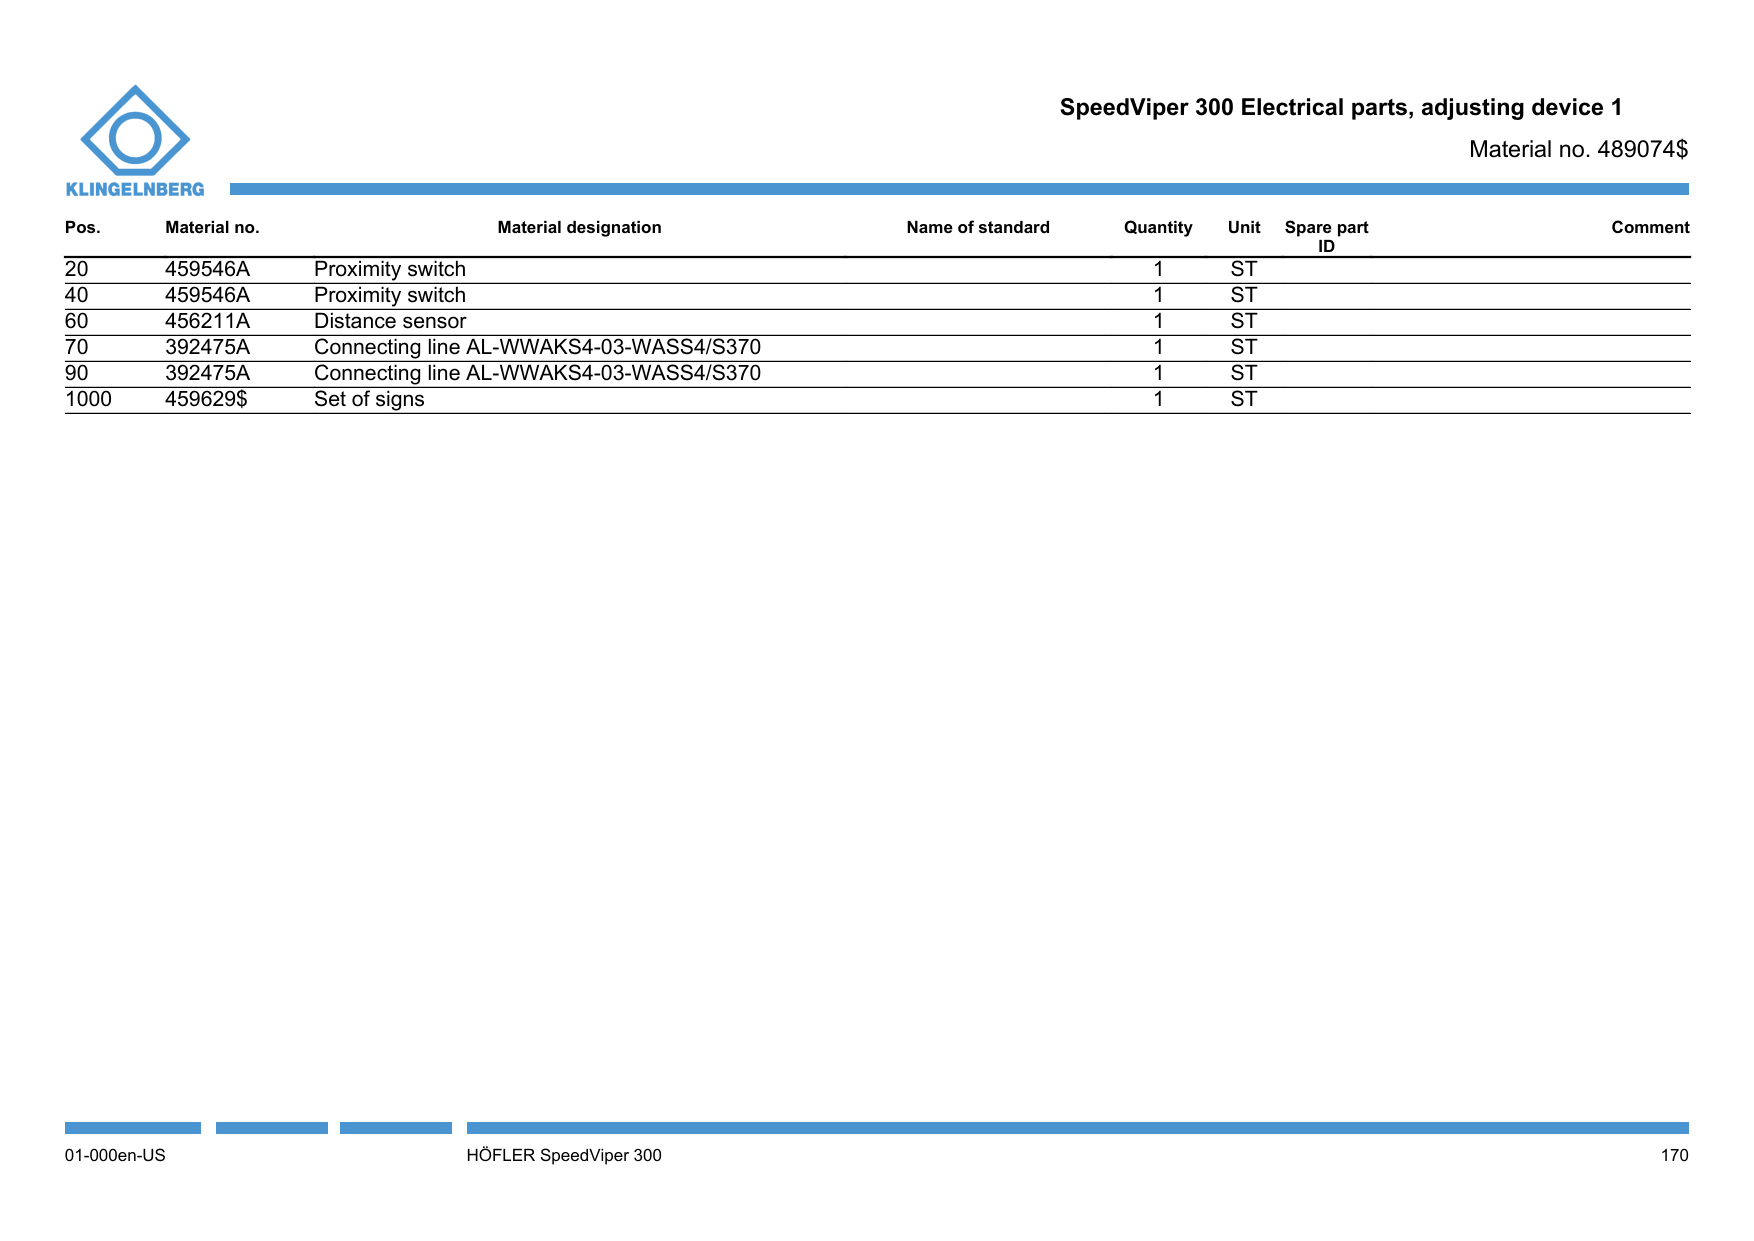 SpeedViper 300 Electrical parts, adjusting device 1
Material no. 489074$
KLINGELNBERG
Pos. Material no. Material designation Name of standard Quantity Unit Spare part ID Comment
20 459546A Proximity switch 1 ST
40 459546A Proximity switch 1 ST
60 456211A Distance sensor 1 ST
70 392475A Connecting line AL-WWAKS4-03-WASS4/S370 1 ST
90 392475A Connecting line AL-WWAKS4-03-WASS4/S370 1 ST
1000 459629$ Set of signs 1 ST
01-000en-US HÖFLER SpeedViper 300 170